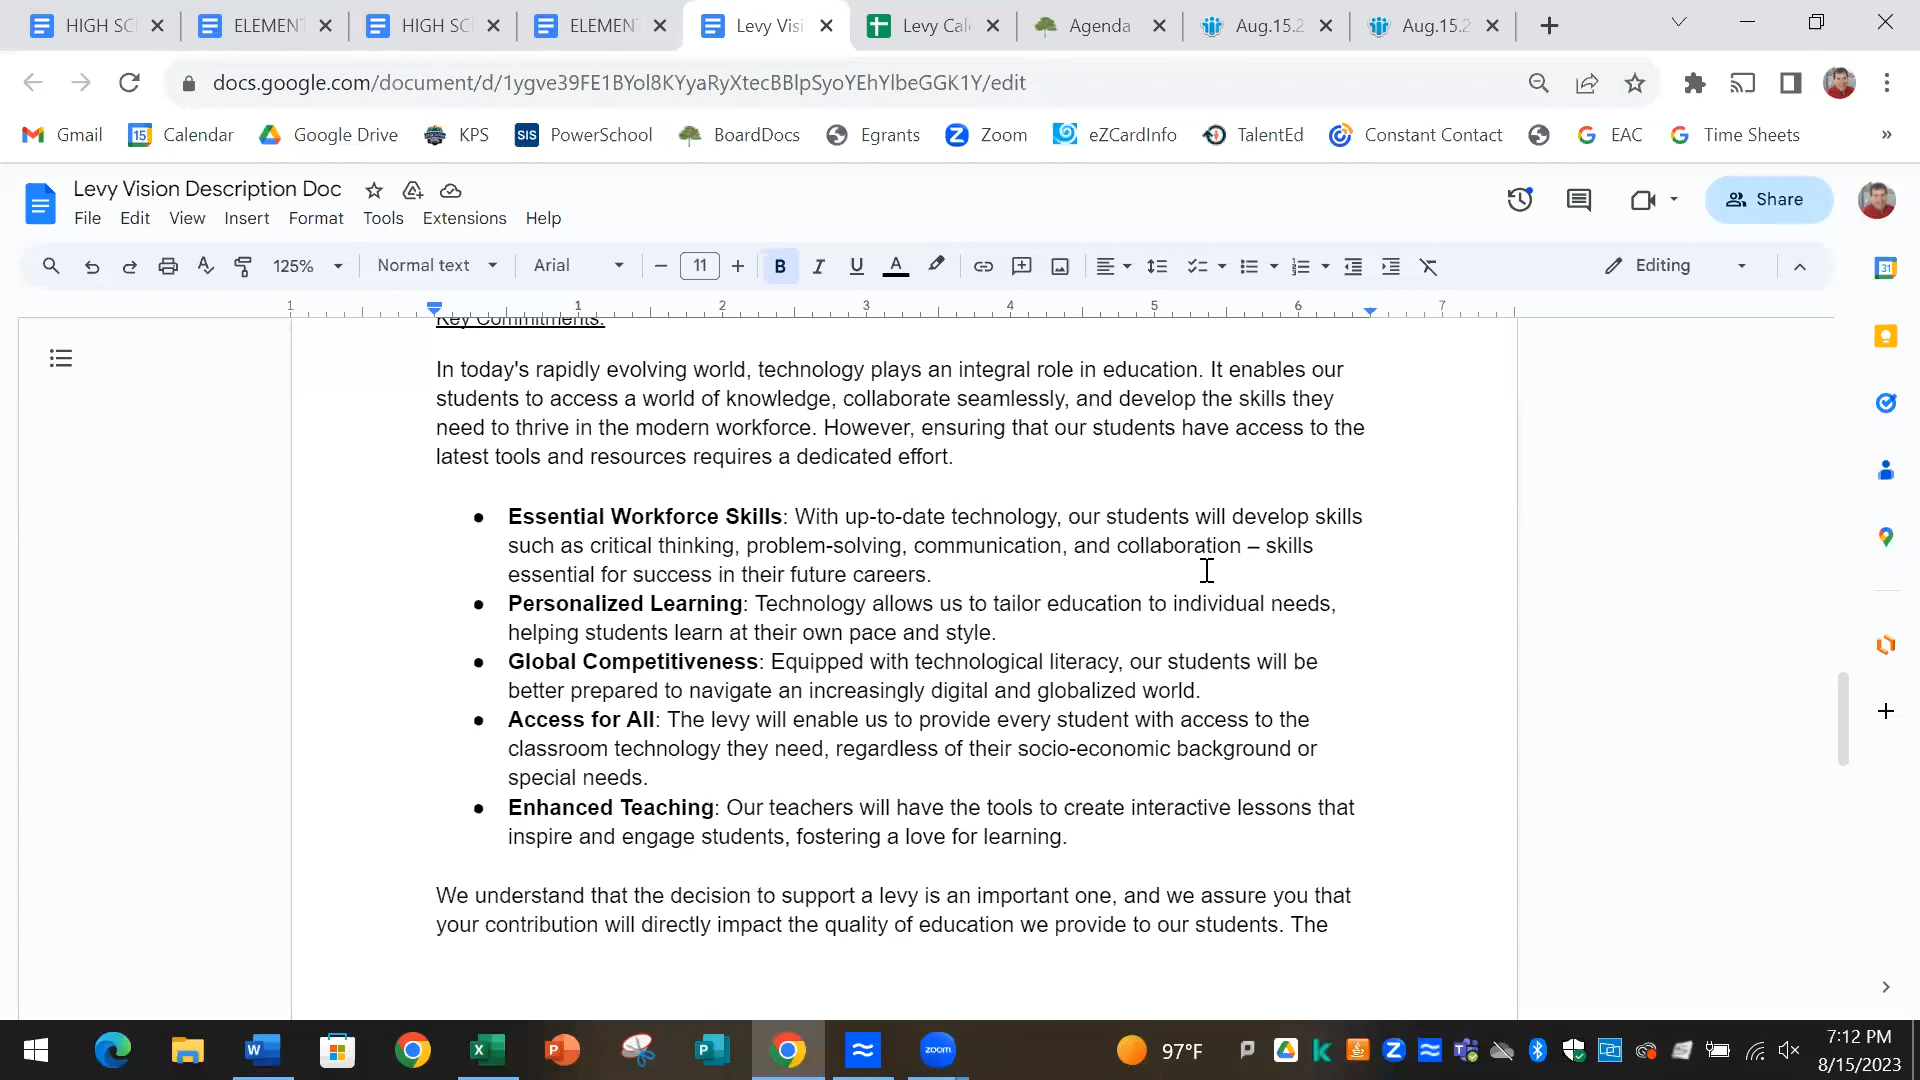 HIGH SC
ELEMEN
HIGH SC
ELEMEN
Levy Visi
Levy Cal
Agenda
Aug.15.2
Aug.15.2
docs.google.com/document/d/1ygve39FE1BYol8KYyaRyXtecBBlpSyoYEhYlbeGGK1Y/edit
Gmail
Calendar
Google Drive
KPS
SIS PowerSchool
BoardDocs
Egrants
Zoom
eZCardInfo
TalentEd
Constant Contact
EAC
Time Sheets
Levy Vision Description Doc
File Edit View Insert Format Tools Extensions Help
Share
125% Normal text Arial 11 B I U A Editing
1 1 2 3 4 5 6 7
Key Commitments:
In today's rapidly evolving world, technology plays an integral role in education. It enables our
students to access a world of knowledge, collaborate seamlessly, and develop the skills they
need to thrive in the modern workforce. However, ensuring that our students have access to the
latest tools and resources requires a dedicated effort.
● Essential Workforce Skills: With up-to-date technology, our students will develop skills
such as critical thinking, problem-solving, communication, and collaboration – skills
essential for success in their future careers.
● Personalized Learning: Technology allows us to tailor education to individual needs,
helping students learn at their own pace and style.
● Global Competitiveness: Equipped with technological literacy, our students will be
better prepared to navigate an increasingly digital and globalized world.
● Access for All: The levy will enable us to provide every student with access to the
classroom technology they need, regardless of their socio-economic background or
special needs.
● Enhanced Teaching: Our teachers will have the tools to create interactive lessons that
inspire and engage students, fostering a love for learning.
We understand that the decision to support a levy is an important one, and we assure you that
your contribution will directly impact the quality of education we provide to our students. The
97°F
zoom
7:12 PM
8/15/2023